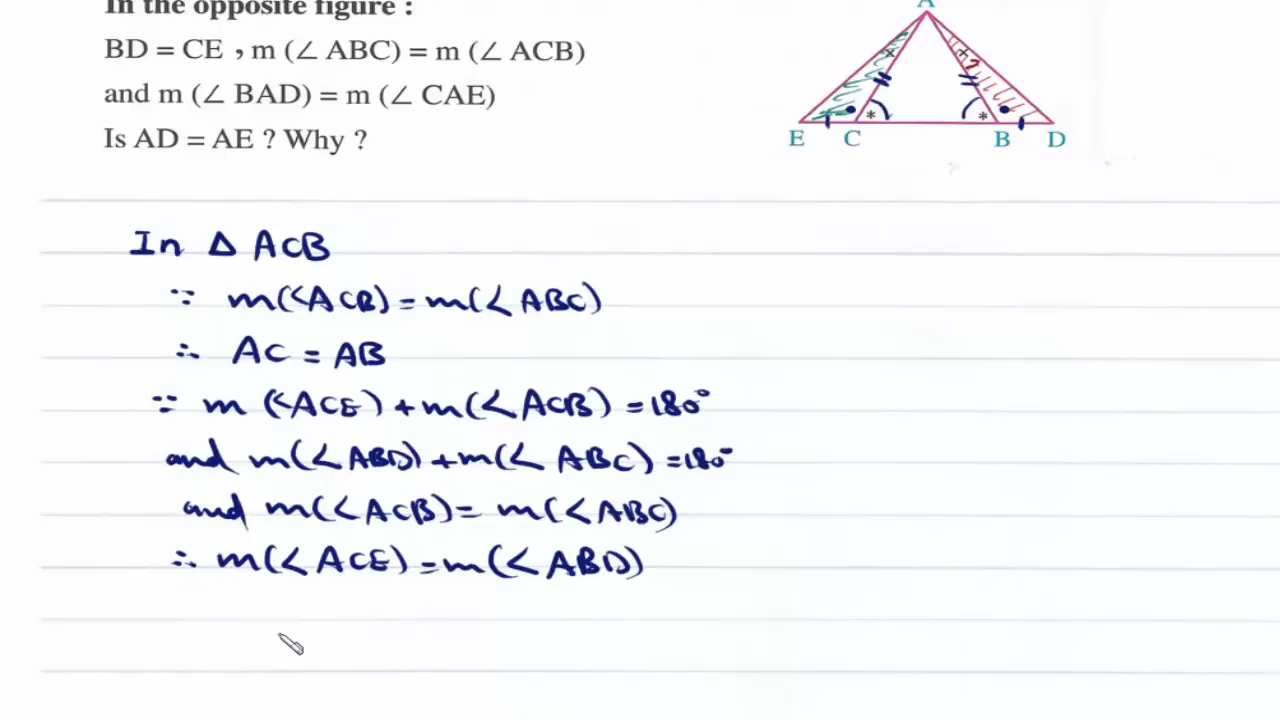 In the opposite figure :
BD = CE , m (∠ ABC) = m (∠ ACB)
and m (∠ BAD) = m (∠ CAE)
Is AD = AE ? Why ?
A
x
x ?
*
*
E C B D
In Δ ACB
∵ m(∠ACB) = m(∠ABC)
∴ AC = AB
∵ m (∠ACE) + m(∠ACB) = 180°
and m(∠ABD) + m(∠ ABC) = 180°
and m(∠ACB) = m(∠ABC)
∴ m(∠ACE) = m(∠ABD)